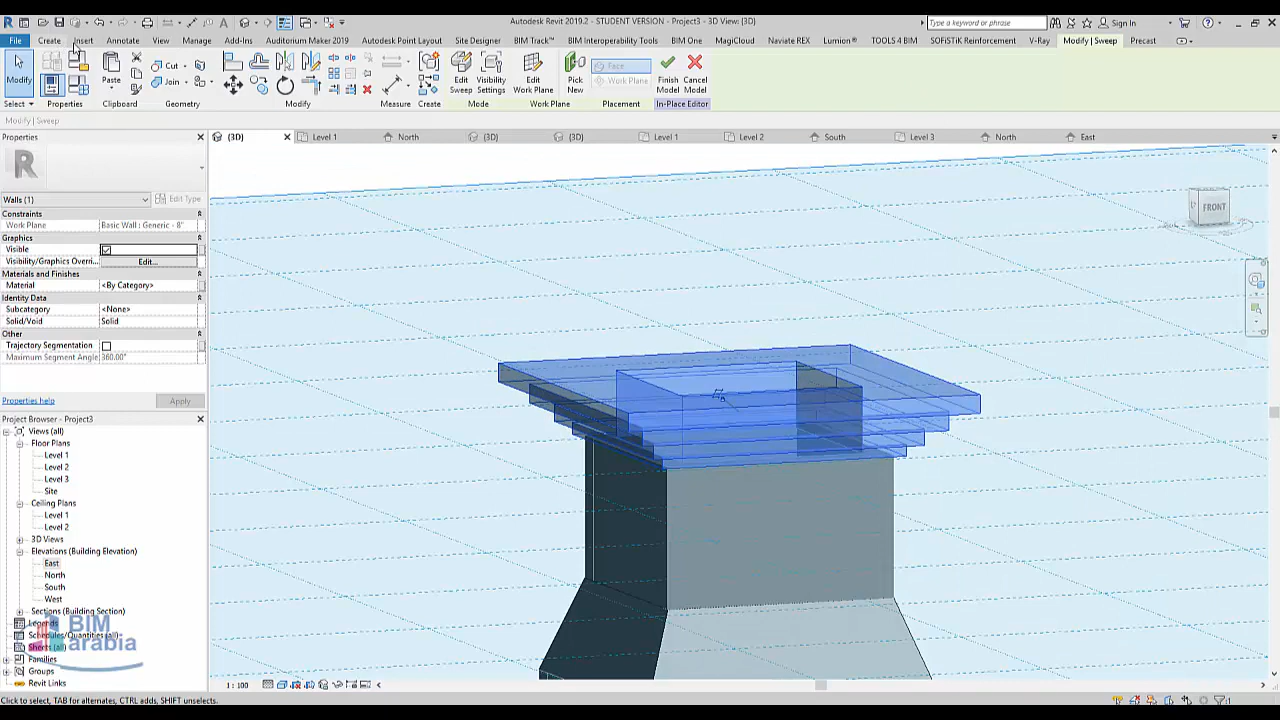 Autodesk Revit 2019.2 - STUDENT VERSION - Project3 - 3D View: {3D}
Type a keyword or phrase
Sign In
File Create Insert Annotate View Manage Add-Ins Auditorium Maker 2019 Autodesk Point Layout Site Designer BIM Track™ BIM Interoperability Tools BIM One MagiCloud Naviate REX Lumion® TOOLS 4 BIM SOFiSTiK Reinforcement V-Ray Modify | Sweep Precast
Modify Paste Cut Join Edit Sweep Visibility Settings Edit Work Plane Pick New Face Work Plane Finish Model Cancel Model
Select Properties Clipboard Geometry Modify Measure Create Mode Work Plane Placement In-Place Editor
Modify | Sweep
Properties
{3D} Level 1 North {3D} {3D} Level 1 Level 2 South Level 3 North East
Walls (1) Edit Type
Constraints
Work Plane Basic Wall : Generic - 8"
Graphics
Visible
Visibility/Graphics Overri... Edit...
Materials and Finishes
Material <By Category>
Identity Data
Subcategory <None>
Solid/Void Solid
Other
Trajectory Segmentation
Maximum Segment Angle 360.00°
Properties help Apply
Project Browser - Project3
Views (all)
Floor Plans
Level 1
Level 2
Level 3
Site
Ceiling Plans
Level 1
Level 2
3D Views
Elevations (Building Elevation)
East
North
South
West
Sections (Building Section)
Schedules/Quantities (all)
Sheets (all)
Families
Groups
Revit Links
BIM
arabia
FRONT
1 : 100
Click to select, TAB for alternates, CTRL adds, SHIFT unselects.